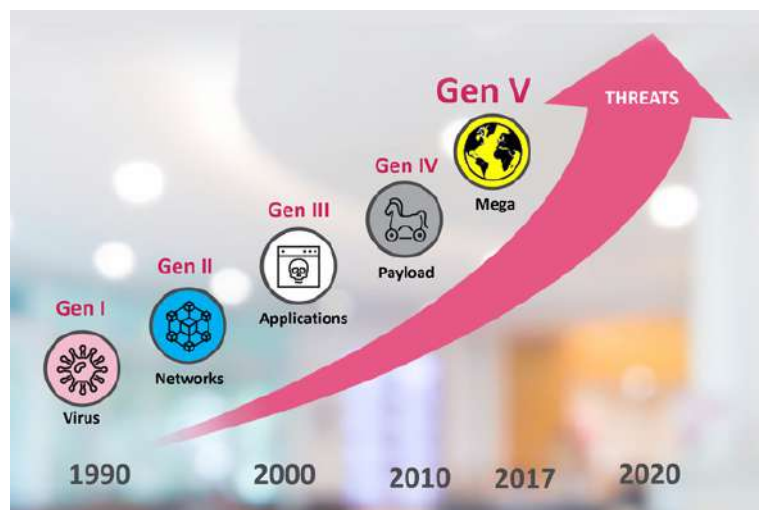 Gen V
THREATS
Gen IV
Mega
Gen III
Payload
Gen II
Applications
Gen I
Networks
Virus
1990
2000
2010
2017
2020